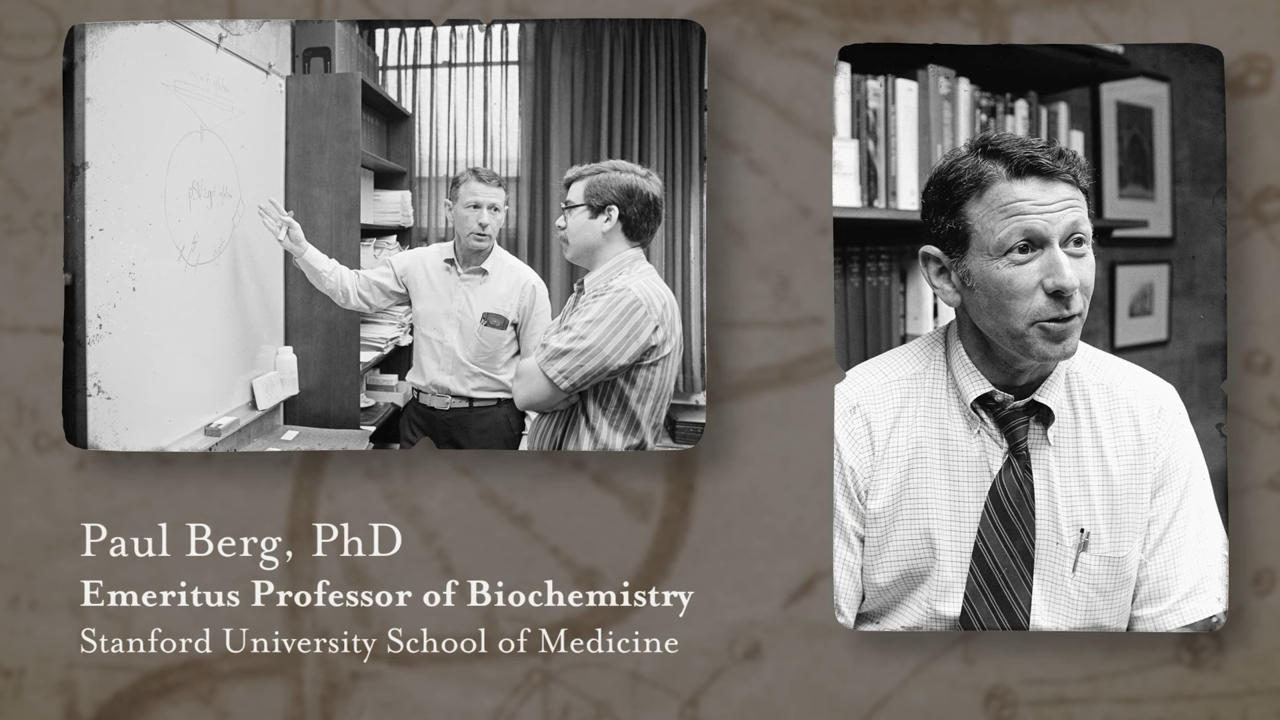 Paul Berg, PhD
Emeritus Professor of Biochemistry
Stanford University School of Medicine